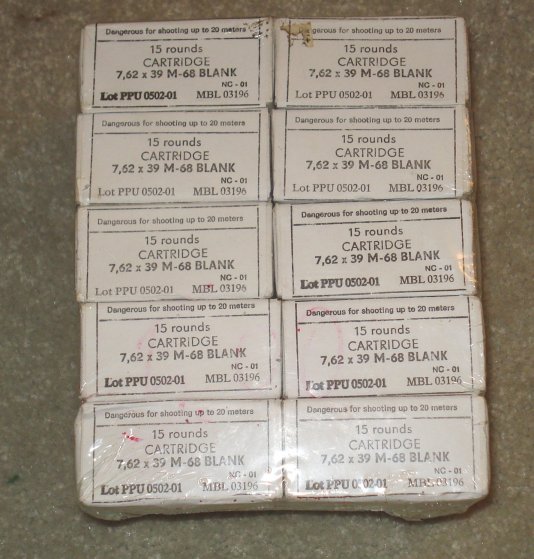 Dangerous for shooting up to 20 meters
15 rounds
CARTRIDGE
7,62 x 39 M-68 BLANK
NC - 01
Lot PPU 0502-01 MBL 03196
Dangerous for shooting up to 20 meters
15 rounds
CARTRIDGE
7,62 x 39 M-68 BLANK
NC - 01
Lot PPU 0502-01 MBL 03196
Dangerous for shooting up to 20 meters
15 rounds
CARTRIDGE
7,62 x 39 M-68 BLANK
NC - 01
Lot PPU 0502-01 MBL 03196
Dangerous for shooting up to 20 meters
15 rounds
CARTRIDGE
7,62 x 39 M-68 BLANK
NC - 01
Lot PPU 0502-01 MBL 03196
Dangerous for shooting up to 20 meters
15 rounds
CARTRIDGE
7,62 x 39 M-68 BLANK
NC - 01
Lot PPU 0502-01 MBL 03196
Dangerous for shooting up to 20 meters
15 rounds
CARTRIDGE
7,62 x 39 M-68 BLANK
NC - 01
Lot PPU 0502-01 MBL 03196
Dangerous for shooting up to 20 meters
15 rounds
CARTRIDGE
7,62 x 39 M-68 BLANK
NC - 01
Lot PPU 0502-01 MBL 03196
Dangerous for shooting up to 20 meters
15 rounds
CARTRIDGE
7,62 x 39 M-68 BLANK
NC - 01
Lot PPU 0502-01 MBL 03196
Dangerous for shooting up to 20 meters
15 rounds
CARTRIDGE
7,62 x 39 M-68 BLANK
NC - 01
Lot PPU 0502-01 MBL 03196
Dangerous for shooting up to 20 meters
15 rounds
CARTRIDGE
7,62 x 39 M-68 BLANK
NC - 01
Lot PPU 0502-01 MBL 03196